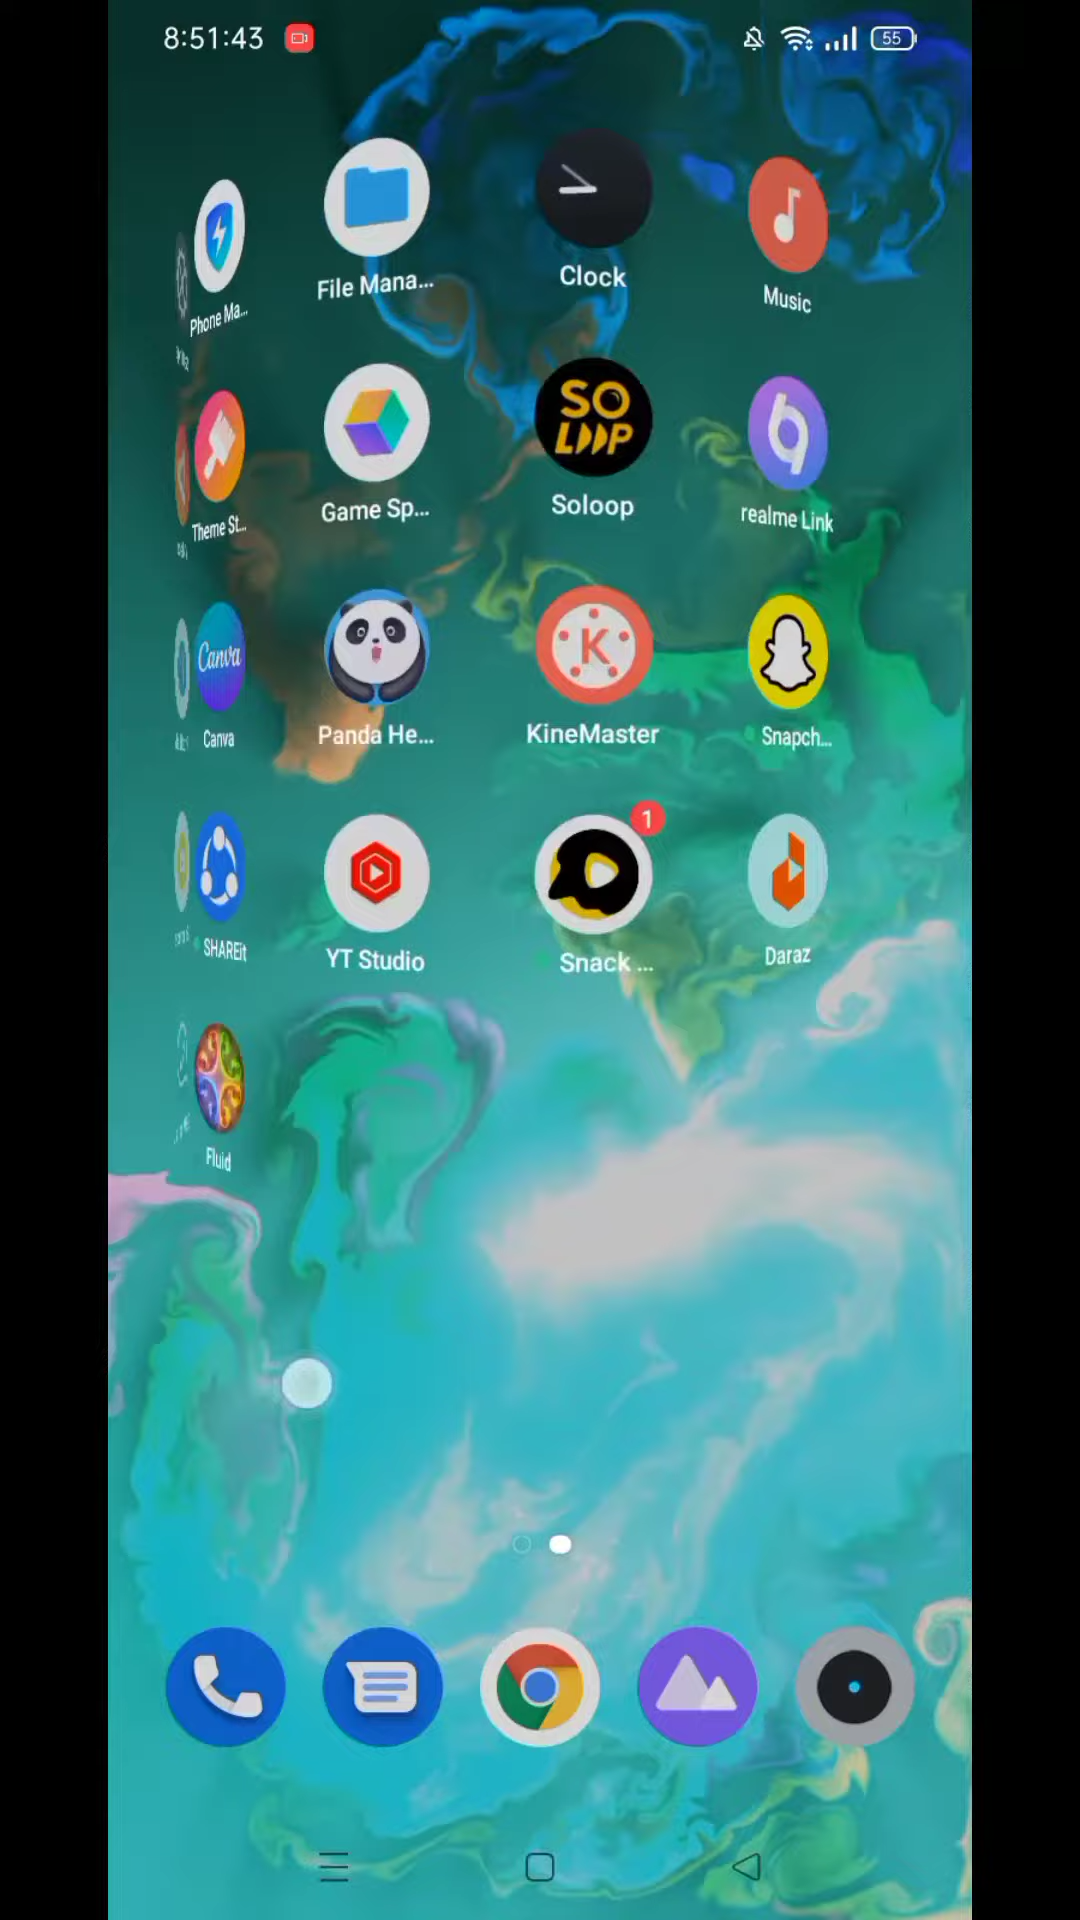 8:51:43
55
Phone Ma...
File Mana...
Clock
Music
SO
LOOP
Theme St...
Game Sp...
Soloop
realme Link
Canva
K
Canva
Panda He...
KineMaster
Snapch...
1
SHAREit
YT Studio
Snack ...
Daraz
Fluid